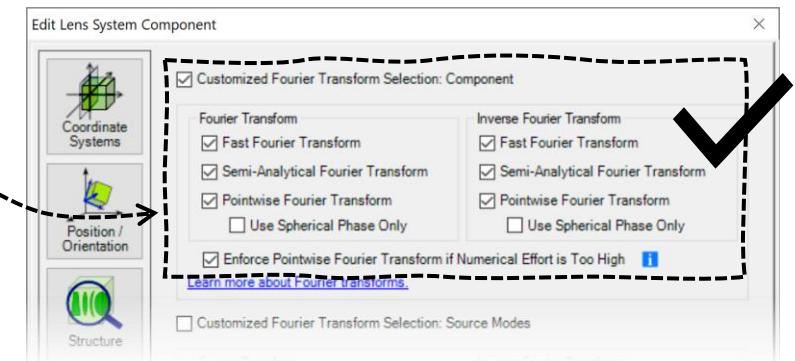 Edit Lens System Component
Customized Fourier Transform Selection: Component
Coordinate
Systems
Fourier Transform
Inverse Fourier Transform
Fast Fourier Transform
Fast Fourier Transform
Semi-Analytical Fourier Transform
Semi-Analytical Fourier Transform
Pointwise Fourier Transform
Pointwise Fourier Transform
Use Spherical Phase Only
Use Spherical Phase Only
Position /
Orientation
Enforce Pointwise Fourier Transform if Numerical Effort is Too High
Learn more about Fourier transforms.
Structure
Customized Fourier Transform Selection: Source Modes